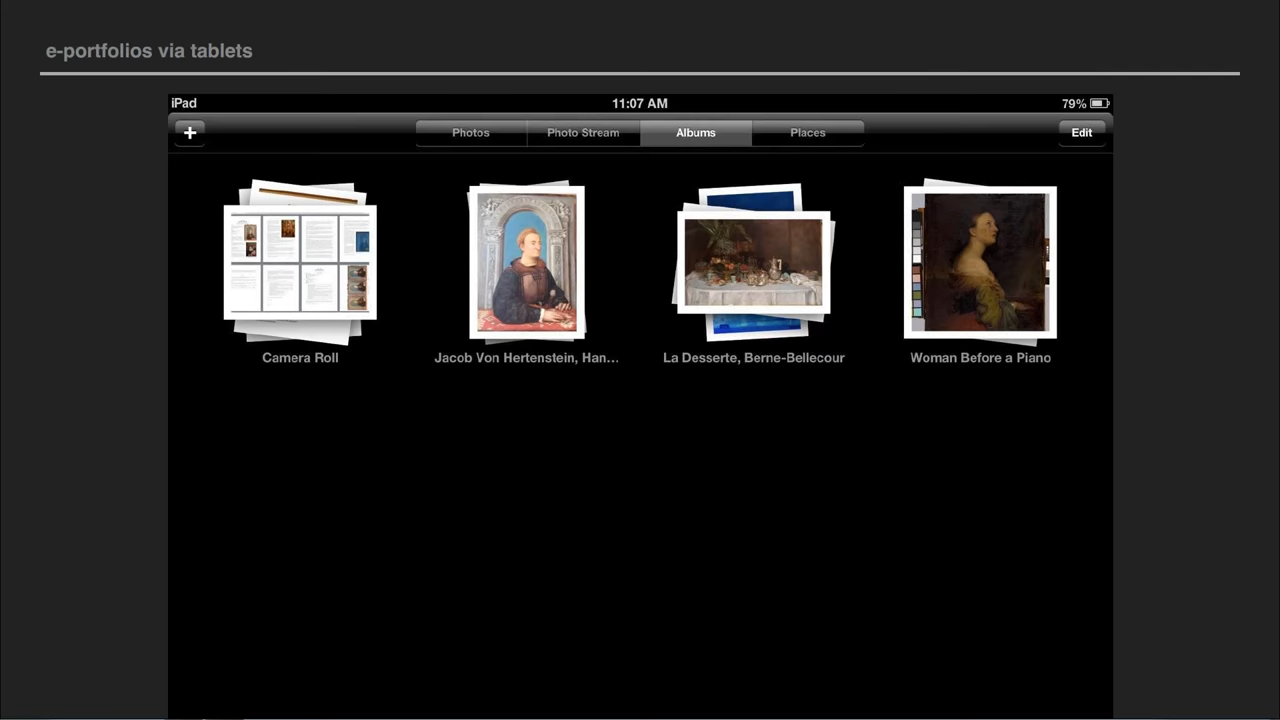 e-portfolios via tablets
iPad 11:07 AM 79%
+ Photos Photo Stream Albums Places Edit
Camera Roll Jacob Von Hertenstein, Han... La Desserte, Berne-Bellecour Woman Before a Piano